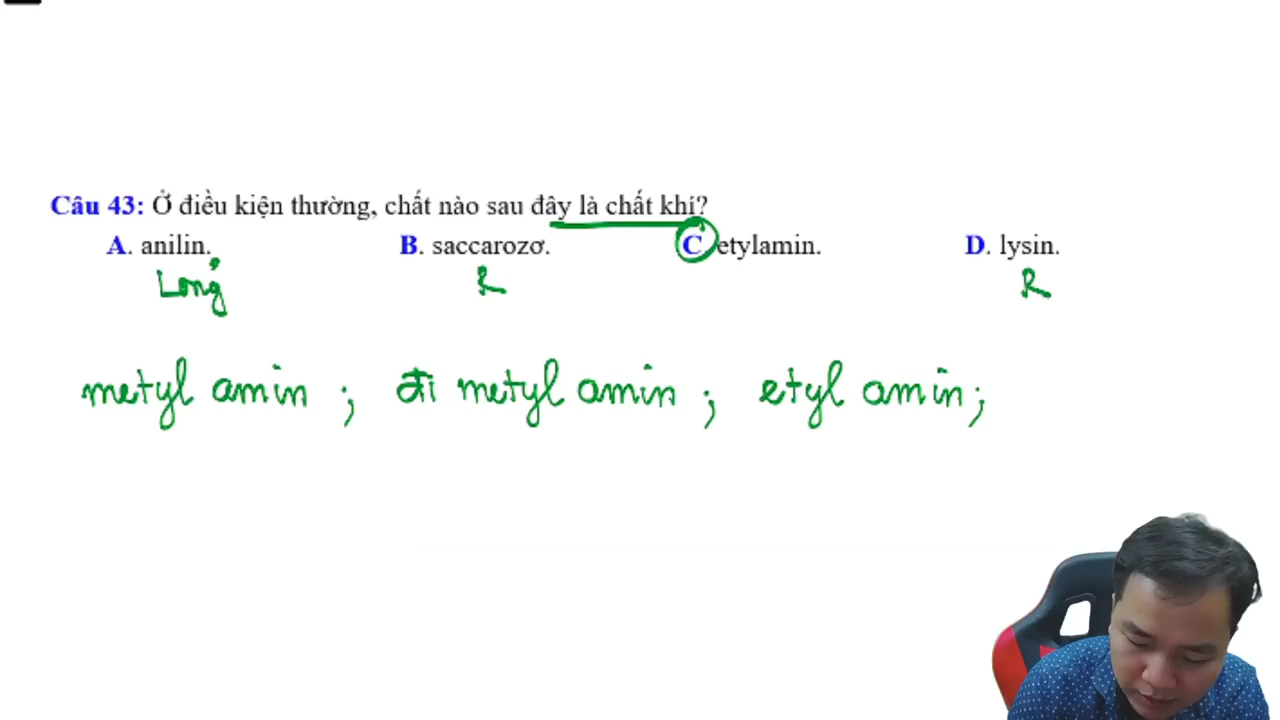 Câu 43: Ở điều kiện thường, chất nào sau đây là chất khí?
A. anilin. B. saccarozơ. C etylamin. D. lysin.
Lỏng R R
metyl amin ; đi metyl amin ; etyl amin ;